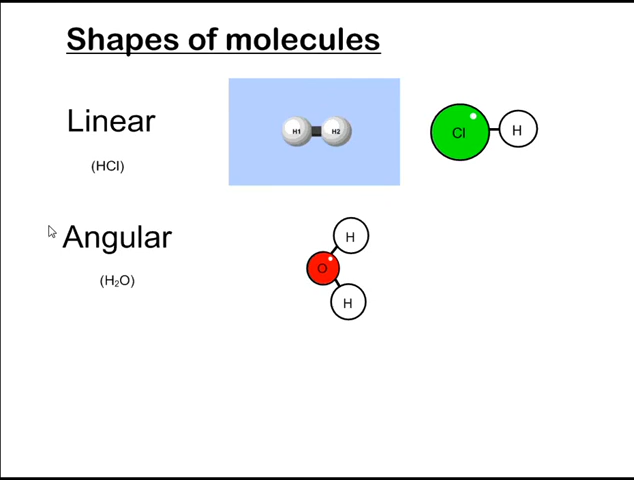 Shapes of molecules
Linear
H1 H2
Cl H
(HCl)
Angular
H
O
(H₂O)
H